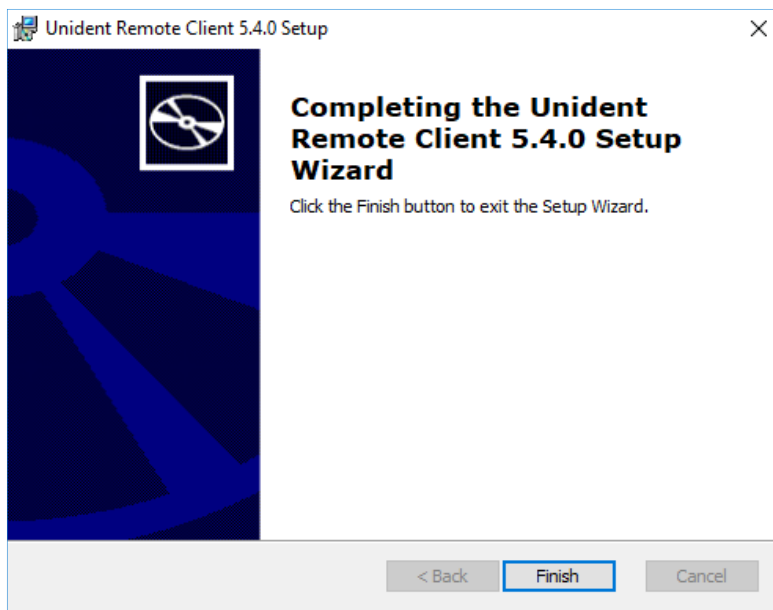 Unident Remote Client 5.4.0 Setup
Completing the Unident
Remote Client 5.4.0 Setup
Wizard
Click the Finish button to exit the Setup Wizard.
< Back Finish Cancel